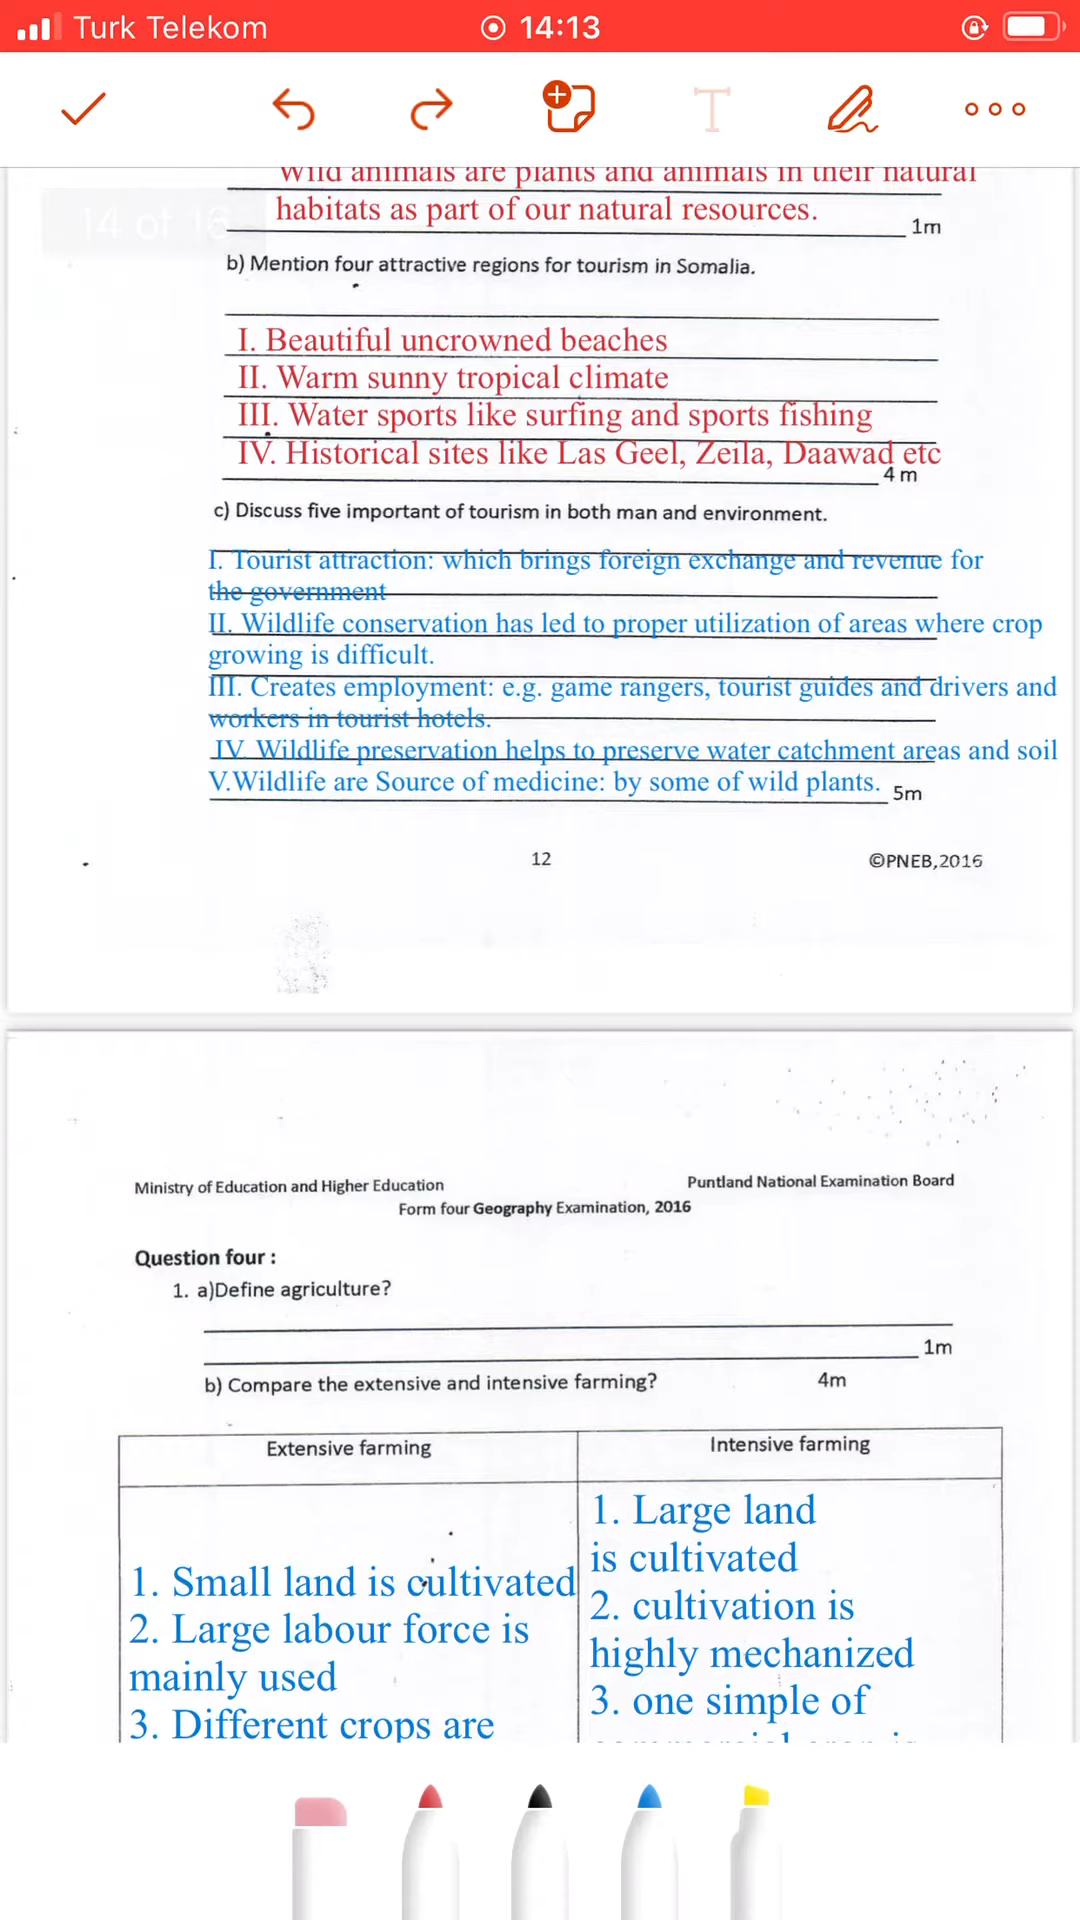 Turk Telekom
14:13
T
Wild animals are plants and animals in their natural
habitats as part of our natural resources.
1m
14 of 16
b) Mention four attractive regions for tourism in Somalia.
I. Beautiful uncrowned beaches
II. Warm sunny tropical climate
III. Water sports like surfing and sports fishing
IV. Historical sites like Las Geel, Zeila, Daawad etc
4 m
c) Discuss five important of tourism in both man and environment.
I. Tourist attraction: which brings foreign exchange and revenue for
the government
II. Wildlife conservation has led to proper utilization of areas where crop
growing is difficult.
III. Creates employment: e.g. game rangers, tourist guides and drivers and
workers in tourist hotels.
IV. Wildlife preservation helps to preserve water catchment areas and soil
V.Wildlife are Source of medicine: by some of wild plants.
5m
12
©PNEB,2016
Ministry of Education and Higher Education
Puntland National Examination Board
Form four Geography Examination, 2016
Question four :
1. a)Define agriculture?
1m
b) Compare the extensive and intensive farming?
4m
Extensive farming
Intensive farming
1. Small land is cultivated
2. Large labour force is
mainly used
3. Different crops are
1. Large land
is cultivated
2. cultivation is
highly mechanized
3. one simple of